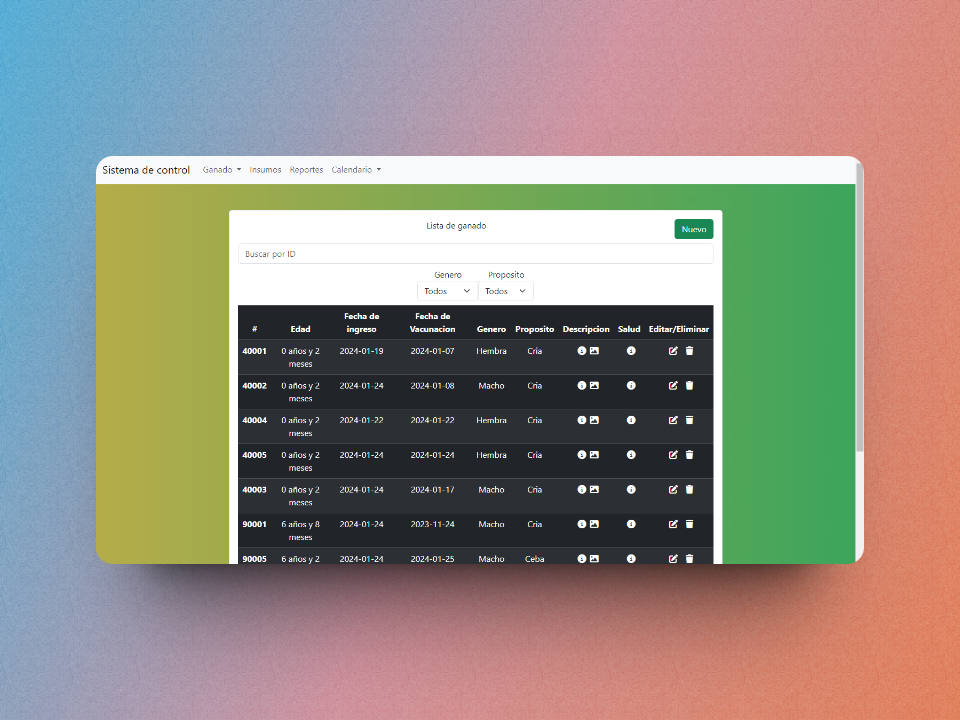 Sistema de control Ganado Insumos Reportes Calendario
Lista de ganado
Nuevo
Buscar por ID
Genero Proposito
Todos Todos
# Edad Fecha de ingreso Fecha de Vacunacion Genero Proposito Descripcion Salud Editar/Eliminar
40001 0 años y 2 meses 2024-01-19 2024-01-07 Hembra Cria
40002 0 años y 2 meses 2024-01-24 2024-01-08 Macho Cria
40004 0 años y 2 meses 2024-01-22 2024-01-22 Hembra Cria
40005 0 años y 2 meses 2024-01-24 2024-01-24 Hembra Cria
40003 0 años y 2 meses 2024-01-24 2024-01-17 Macho Cria
90001 6 años y 8 meses 2024-01-24 2023-11-24 Macho Cria
90005 6 años y 2 2024-01-24 2024-01-25 Macho Ceba